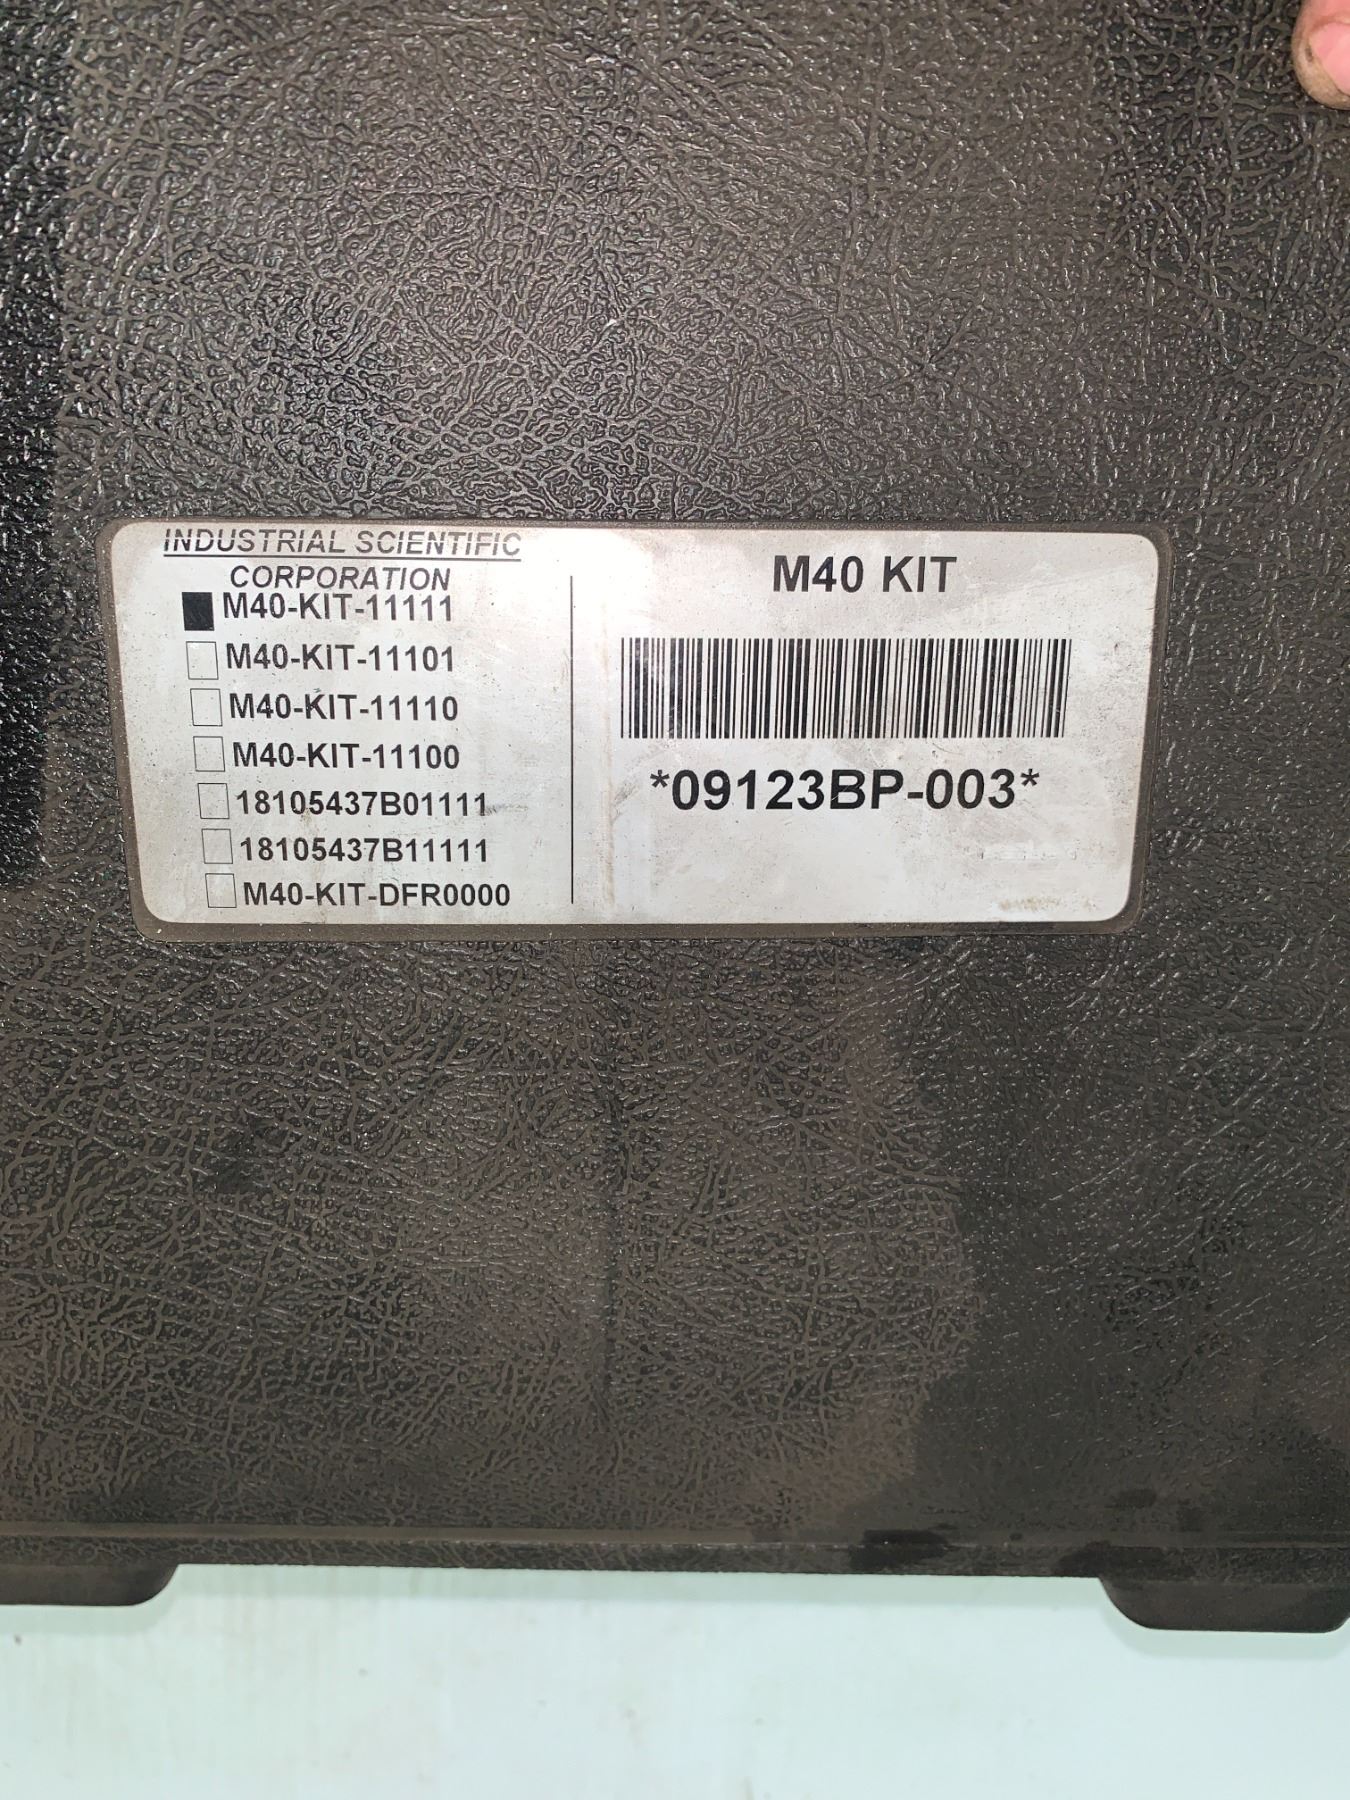 INDUSTRIAL SCIENTIFIC
CORPORATION
M40-KIT-11111
M40-KIT-11101
M40-KIT-11110
M40-KIT-11100
18105437B01111
18105437B11111
M40-KIT-DFR0000
M40 KIT
*09123BP-003*